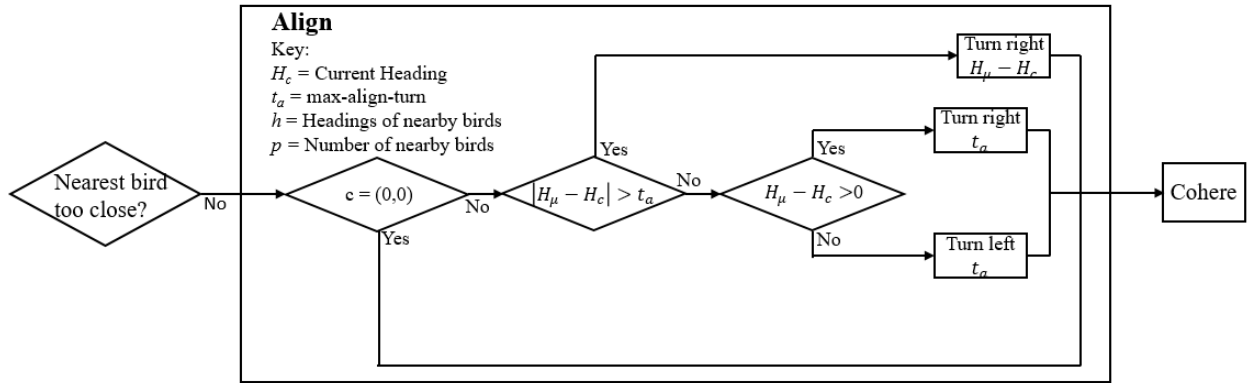 Align
Key:
H_c = Current Heading
t_a = max-align-turn
h = Headings of nearby birds
p = Number of nearby birds
Nearest bird
too close?
No
c = (0,0)
No
Yes
|H_μ − H_c| > t_a
Yes
No
H_μ − H_c >0
Yes
No
Turn right
H_μ − H_c
Turn right
t_a
Turn left
t_a
Cohere